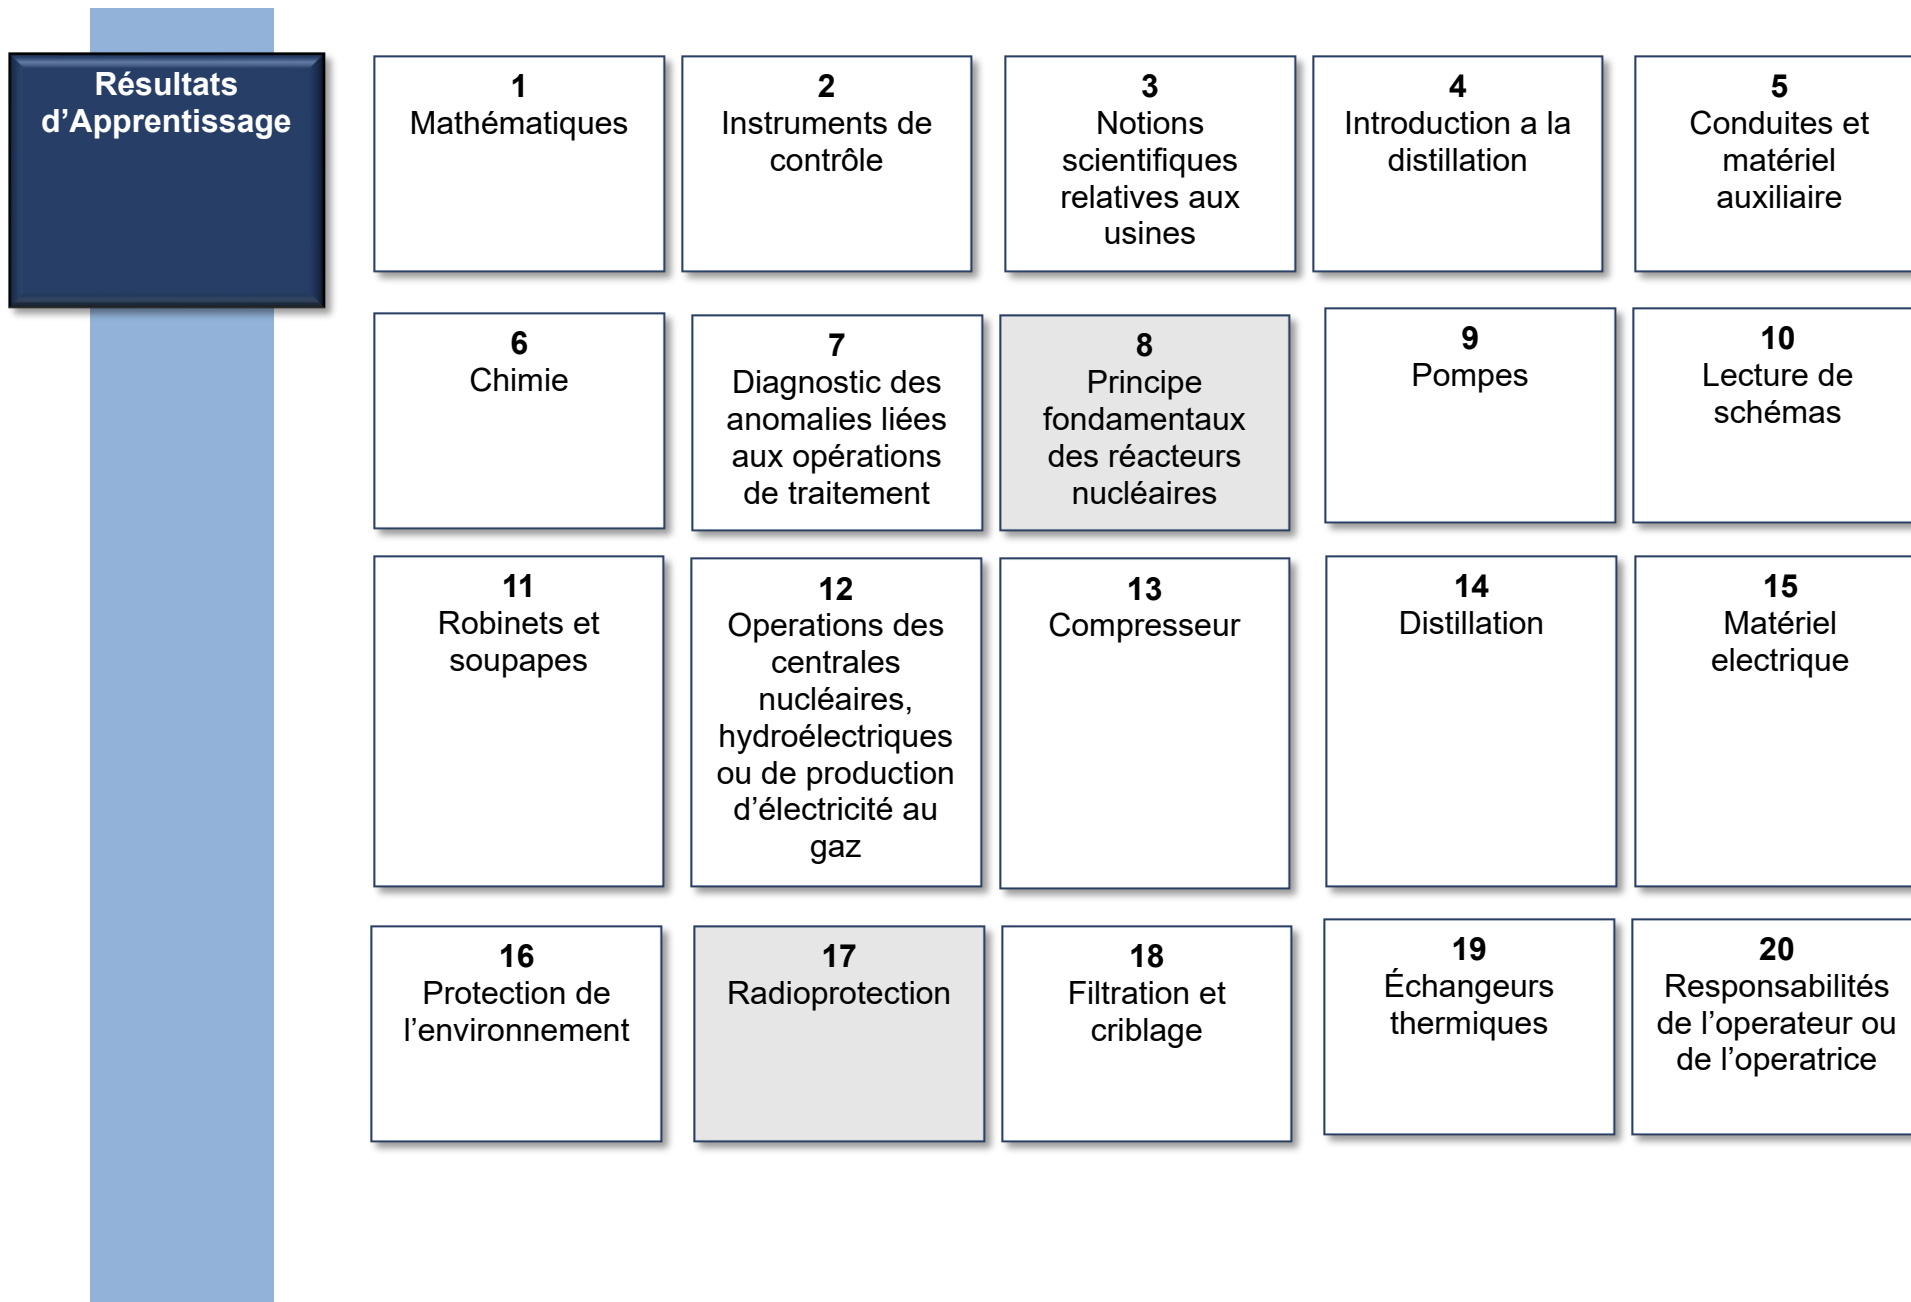 Résultats
d’Apprentissage
1
Mathématiques
2
Instruments de
contrôle
3
Notions
scientifiques
relatives aux
usines
4
Introduction a la
distillation
5
Conduites et
matériel
auxiliaire
6
Chimie
7
Diagnostic des
anomalies liées
aux opérations
de traitement
8
Principe
fondamentaux
des réacteurs
nucléaires
9
Pompes
10
Lecture de
schémas
11
Robinets et
soupapes
12
Operations des
centrales
nucléaires,
hydroélectriques
ou de production
d’électricité au
gaz
13
Compresseur
14
Distillation
15
Matériel
electrique
16
Protection de
l’environnement
17
Radioprotection
18
Filtration et
criblage
19
Échangeurs
thermiques
20
Responsabilités
de l’operateur ou
de l’operatrice